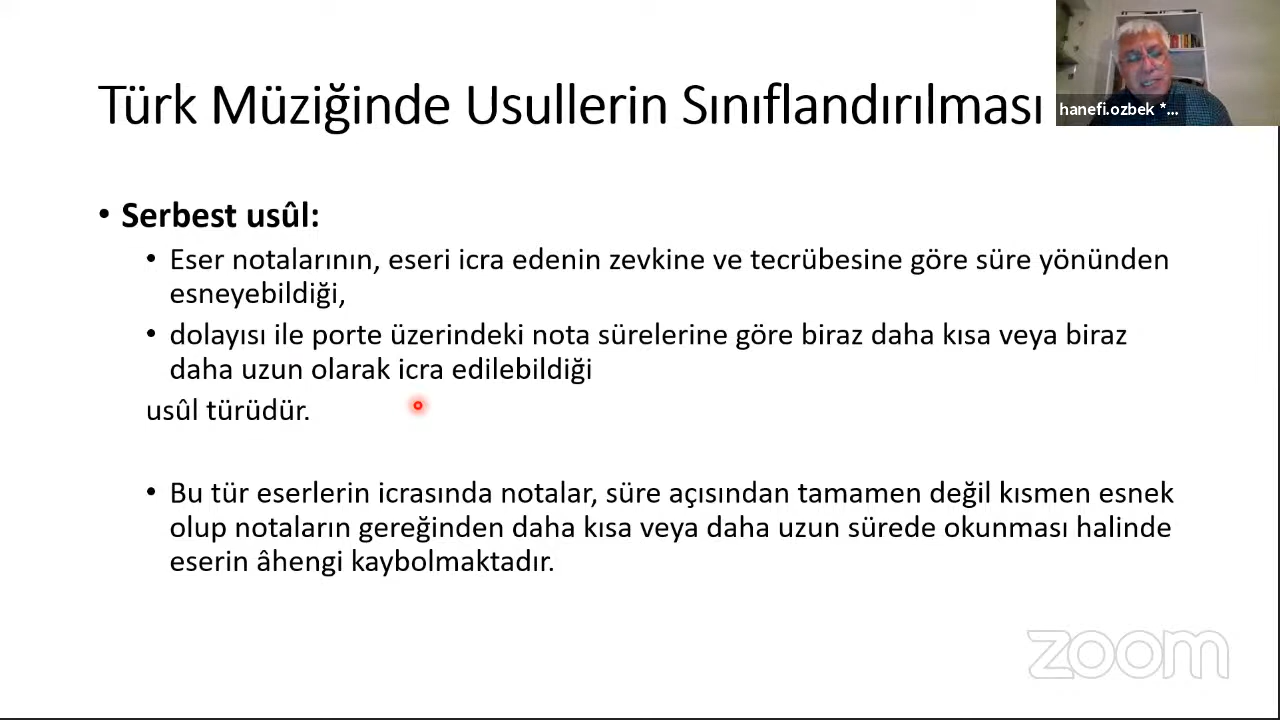 Türk Müziğinde Usullerin Sınıflandırılması
hanefi.ozbek *...
• Serbest usûl:
• Eser notalarının, eseri icra edenin zevkine ve tecrübesine göre süre yönünden
esneyebildiği,
• dolayısı ile porte üzerindeki nota sürelerine göre biraz daha kısa veya biraz
daha uzun olarak icra edilebildiği
usûl türüdür.
• Bu tür eserlerin icrasında notalar, süre açısından tamamen değil kısmen esnek
olup notaların gereğinden daha kısa veya daha uzun sürede okunması halinde
eserin âhengi kaybolmaktadır.
zoom